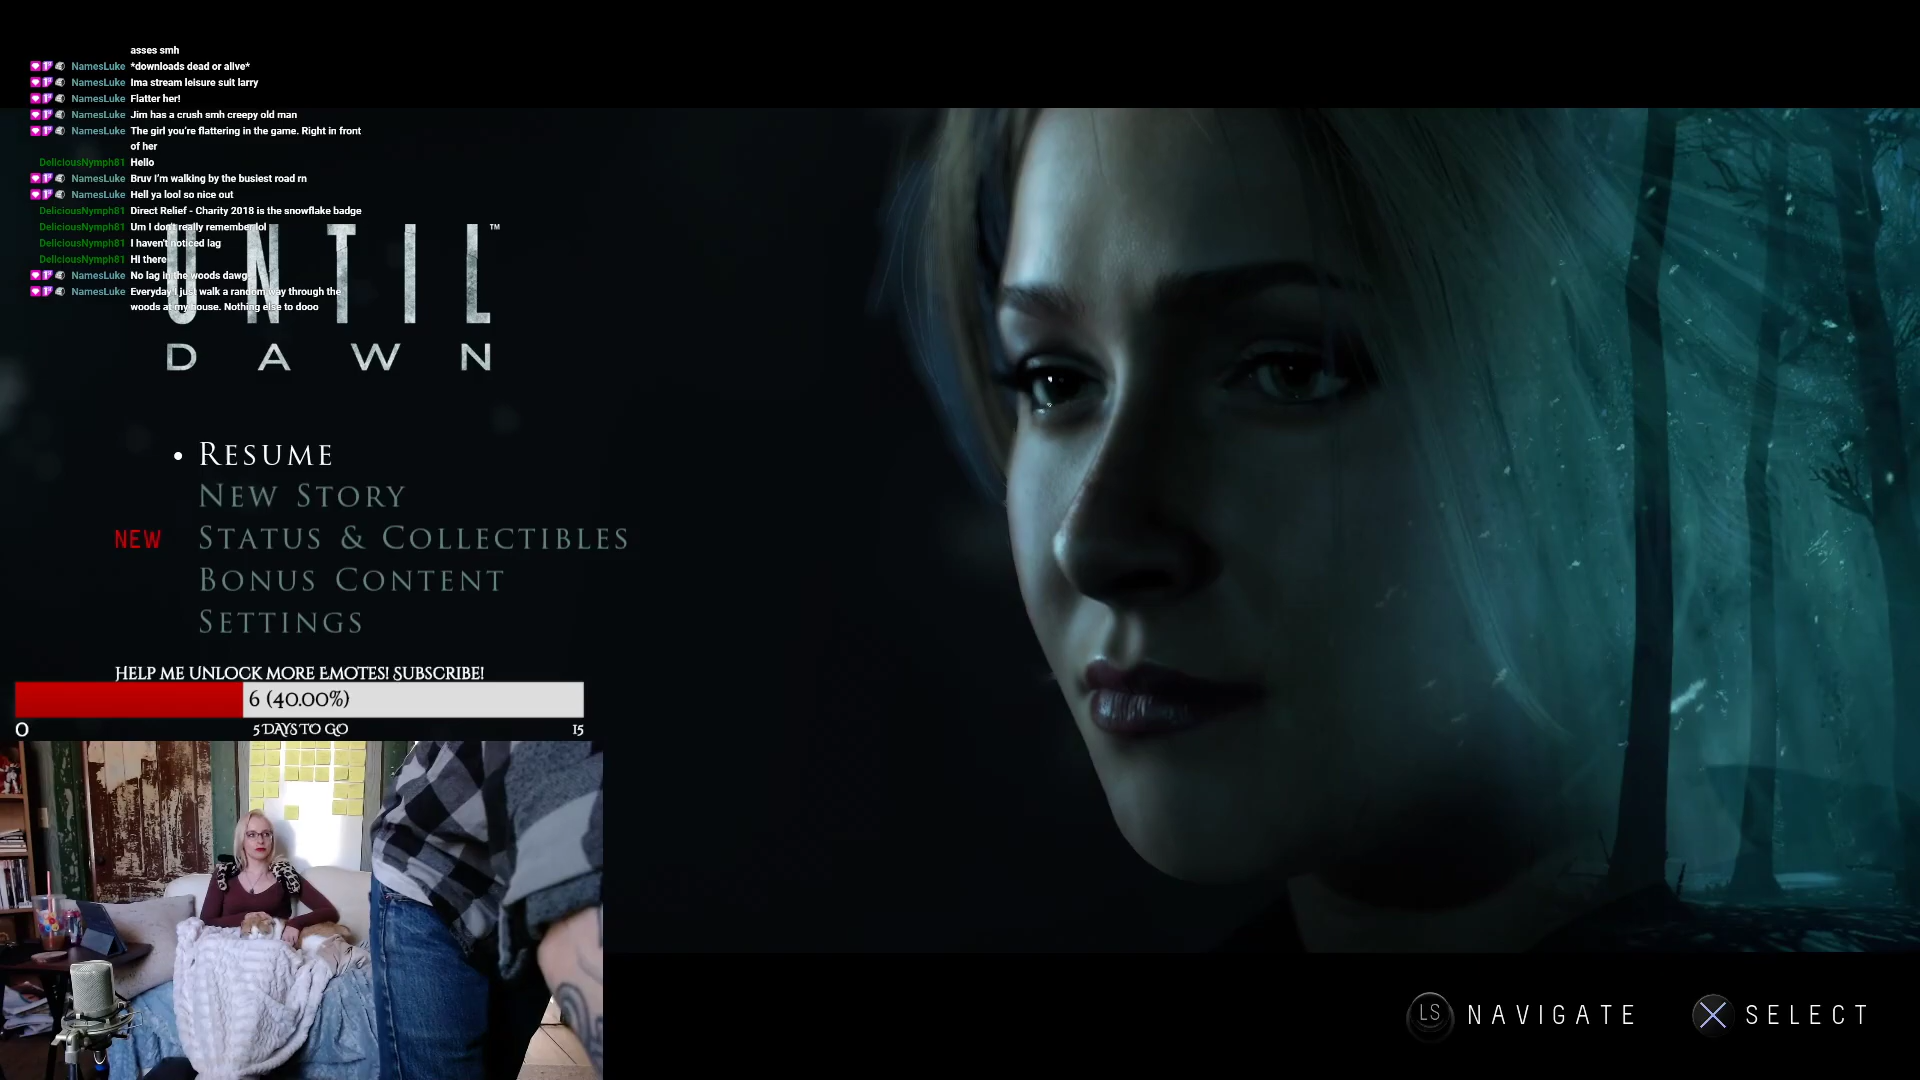 asses smh
NamesLuke *downloads dead or alive*
NamesLuke Ima stream leisure suit larry
NamesLuke Flatter her!
NamesLuke Jim has a crush smh creepy old man
NamesLuke The girl you're flattering in the game. Right in front
of her
DeliciousNymph81 Hello
NamesLuke Bruv I'm walking by the busiest road rn
NamesLuke Hell ya lool so nice out
DeliciousNymph81 Direct Relief - Charity 2018 is the snowflake badge
DeliciousNymph81 Um I don't really remember lol
DeliciousNymph81 I haven't noticed lag
DeliciousNymph81 Hi there
NamesLuke No lag in the woods dawg
NamesLuke Everyday I just walk a random way through the
woods at my house. Nothing else to dooo
UNTIL™
DAWN
• RESUME
NEW STORY
NEW STATUS & COLLECTIBLES
BONUS CONTENT
SETTINGS
HELP ME UNLOCK MORE EMOTES! SUBSCRIBE!
6 (40.00%)
0 5 DAYS TO GO 15
LS NAVIGATE SELECT